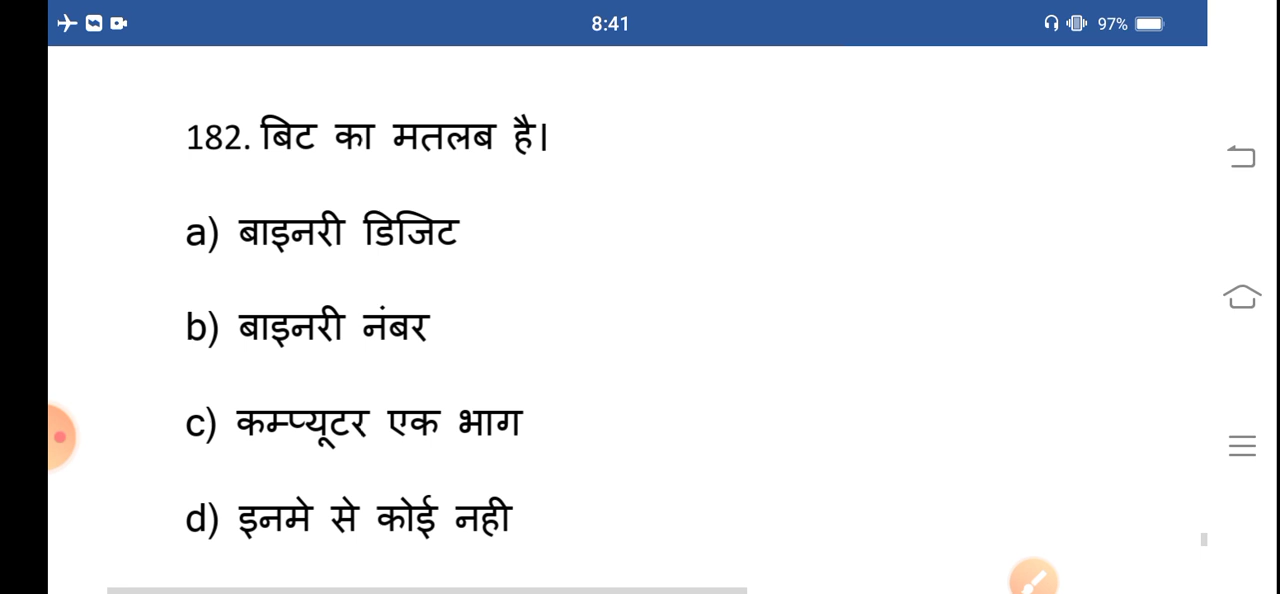 8:41
97%
182. बिट का मतलब है।
a) बाइनरी डिजिट
b) बाइनरी नंबर
c) कम्प्यूटर एक भाग
d) इनमे से कोई नही